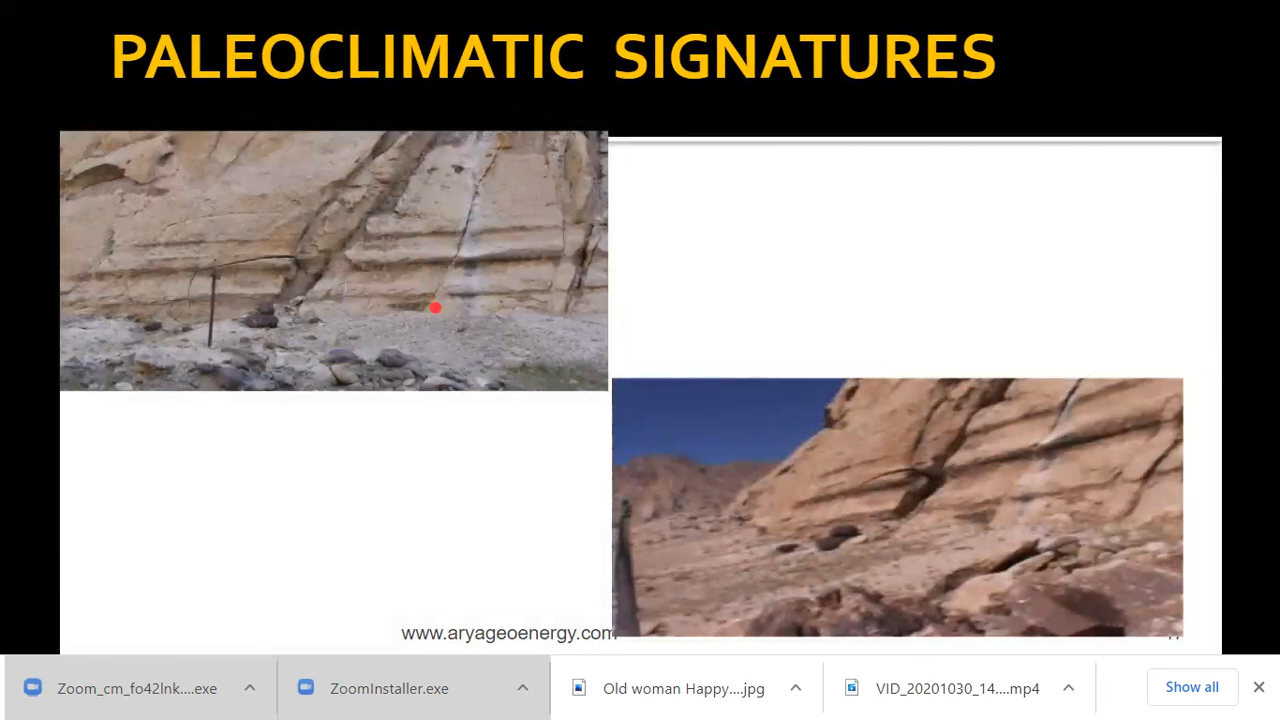 PALEOCLIMATIC SIGNATURES
www.aryageoenergy.com
Zoom_cm_fo42lnk....exe
ZoomInstaller.exe
Old woman Happy....jpg
VID_20201030_14....mp4
Show all